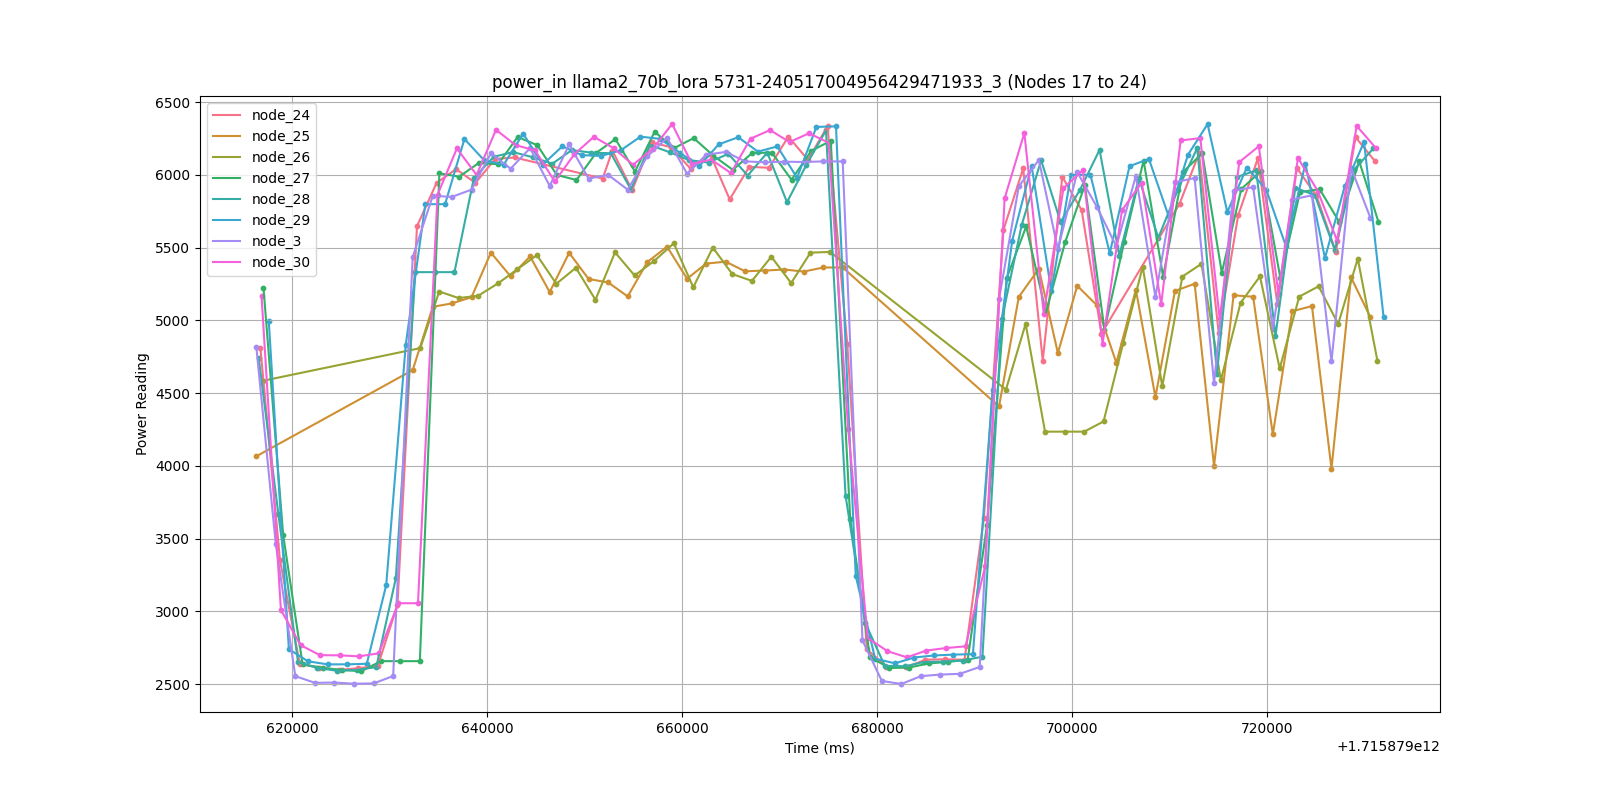 power_in llama2_70b_lora 5731-240517004956429471933_3 (Nodes 17 to 24)
6500
6000
5500
5000
4500
4000
3500
3000
2500
Power Reading
node_24
node_25
node_26
node_27
node_28
node_29
node_3
node_30
620000 640000 660000 680000 700000 720000
Time (ms)
+1.715879e12